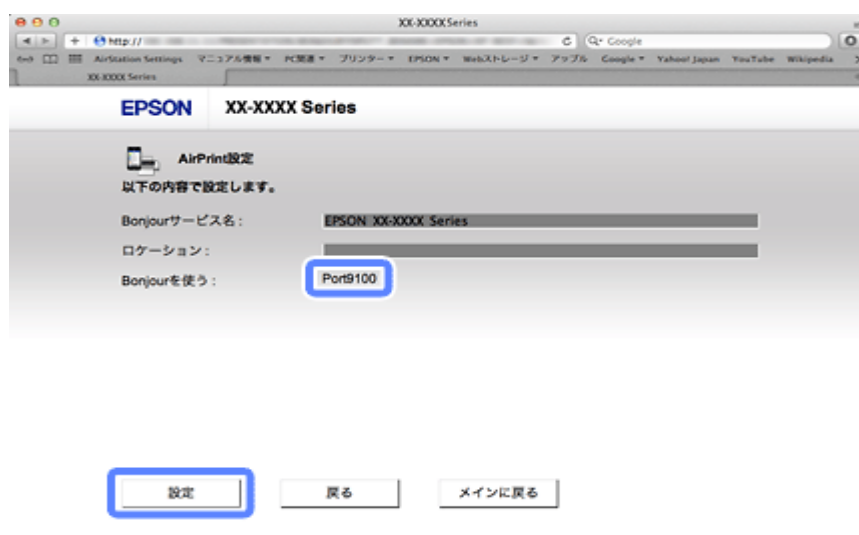 XX-XXXX Series
http://
Google
AirStation Settings マニュアル情報 PC関連 プリンター EPSON Webストレージ アップル Google Yahoo! Japan YouTube Wikipedia
XX-XXXX Series
EPSON XX-XXXX Series
AirPrint設定
以下の内容で設定します。
Bonjourサービス名 : EPSON XX-XXXX Series
ロケーション :
Bonjourを使う : Port9100
設定 戻る メインに戻る